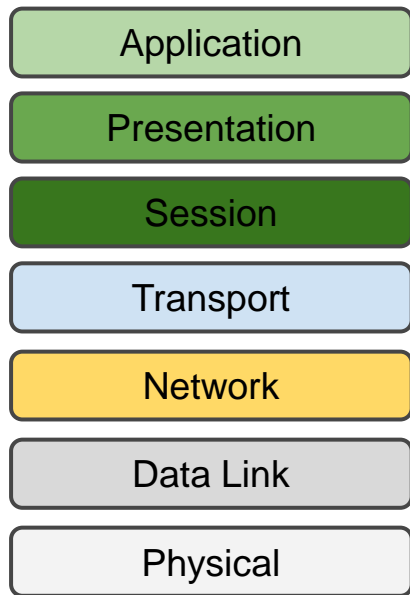 Application
Presentation
Session
Transport
Network
Data Link
Physical